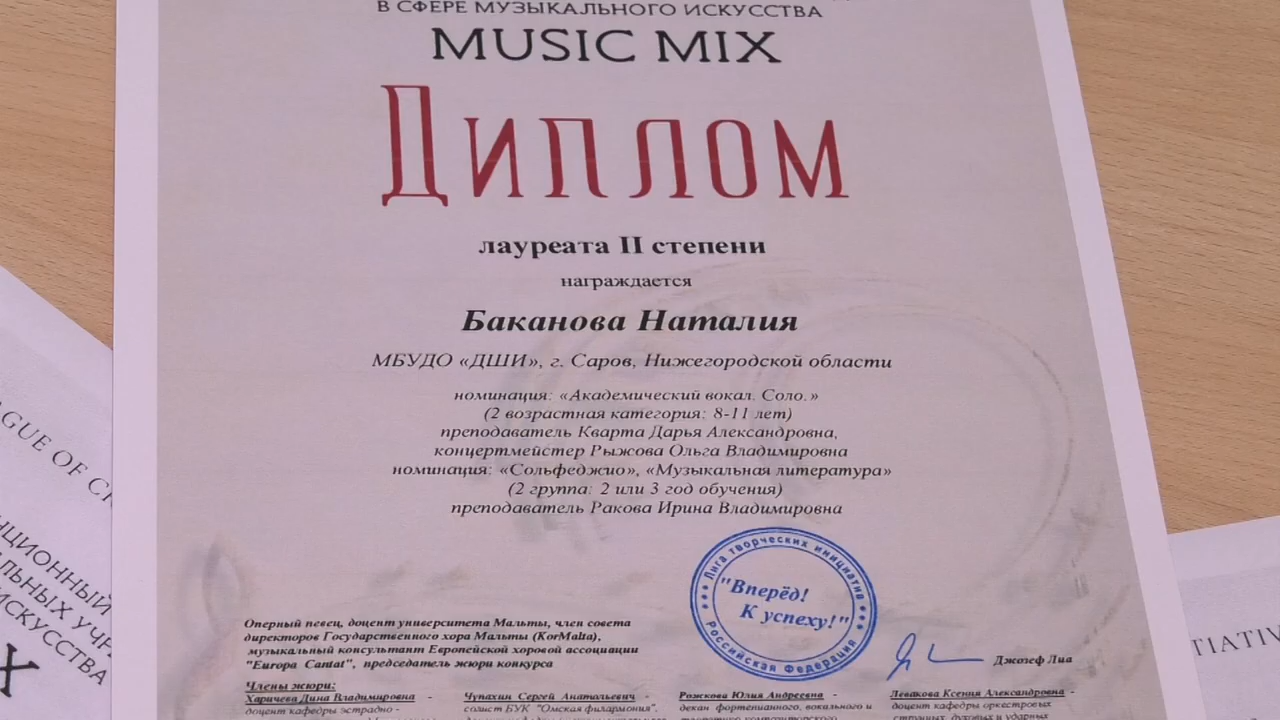 В СФЕРЕ МУЗЫКАЛЬНОГО ИСКУССТВА
MUSIC MIX
Диплом
лауреата II степени
награждается
Баканова Наталия
МБУДО «ДШИ», г. Саров, Нижегородской области
номинация: «Академический вокал. Соло.»
(2 возрастная категория: 8-11 лет)
преподаватель Кварта Дарья Александровна,
концертмейстер Рыжова Ольга Владимировна
номинация: «Сольфеджио», «Музыкальная литература»
(2 группа: 2 или 3 год обучения)
преподаватель Ракова Ирина Владимировна
Лига творческих инициатив
"Вперёд!
К успеху!"
Российская Федерация
Оперный певец, доцент университета Мальты, член совета
директоров Государственного хора Мальты (KorMalta),
музыкальный консультант Европейской хоровой ассоциации
"Europa Cantat", председатель жюри конкурса
Джозеф Лиа
Члены жюри:
Харичева Дина Владимировна -
доцент кафедры эстрадно -
Чупахин Сергей Анатольевич -
солист БУК "Омская филармония",
Рожкова Юлия Андреевна -
декан фортепианного, вокального и
Левакова Ксения Александровна -
доцент кафедры оркестровых
струнных, духовых и ударных
AGUE OF C
ЦИОННЫЙ
ЛЬНЫХ УЧР
ИСКУССТВА
X
TIATIV